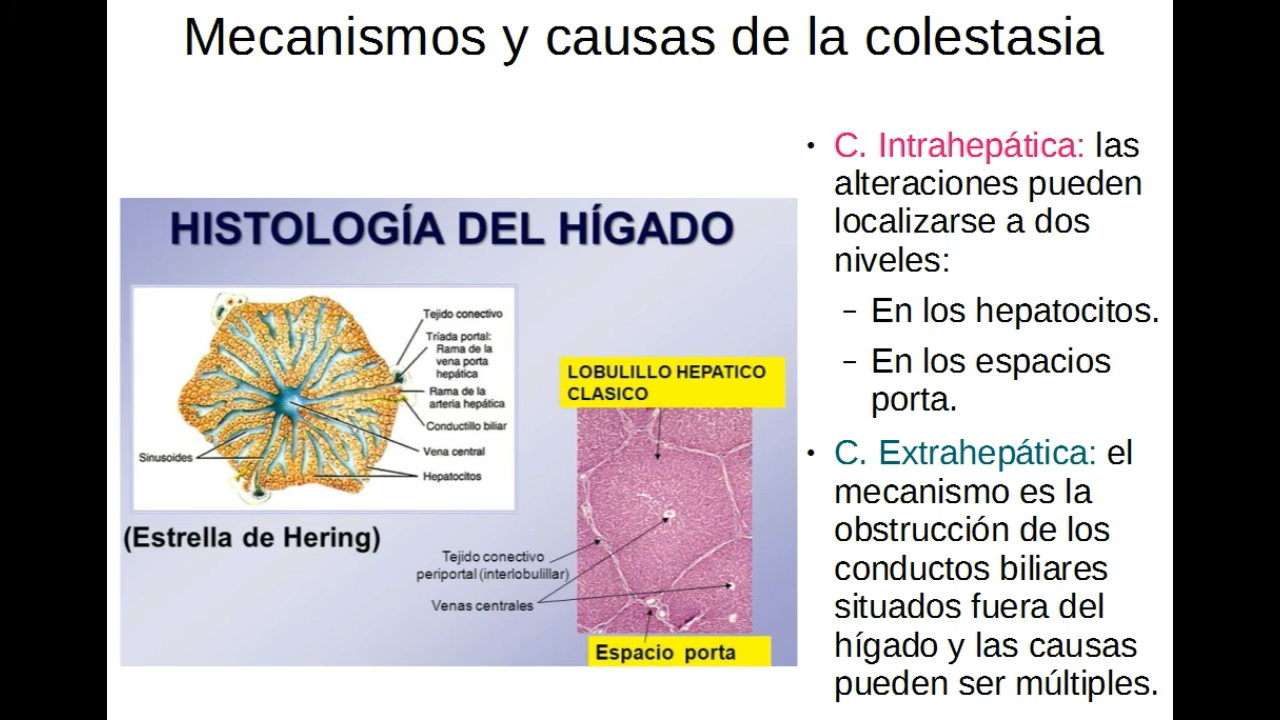 Mecanismos y causas de la colestasia
HISTOLOGÍA DEL HÍGADO
Tejido conectivo
Tríada portal:
Rama de la
vena porta
hepática
Rama de la
arteria hepática
Conductillo biliar
Vena central
Sinusoides
Hepatocitos
(Estrella de Hering)
LOBULILLO HEPATICO
CLASICO
Tejido conectivo
periportal (interlobulillar)
Venas centrales
Espacio porta
• C. Intrahepática: las
alteraciones pueden
localizarse a dos
niveles:
– En los hepatocitos.
– En los espacios
porta.
• C. Extrahepática: el
mecanismo es la
obstrucción de los
conductos biliares
situados fuera del
hígado y las causas
pueden ser múltiples.